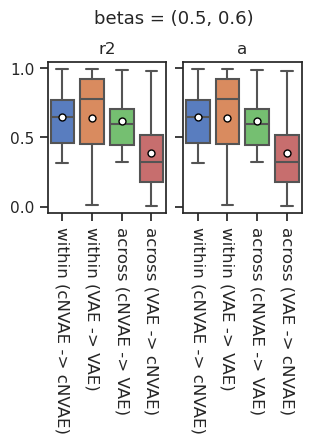 betas = (0.5, 0.6)
r2
a
1.0
0.5
0.0
within (cNVAE -> cNVAE)
within (VAE -> VAE)
across (cNVAE -> VAE)
across (VAE -> cNVAE)
within (cNVAE -> cNVAE)
within (VAE -> VAE)
across (cNVAE -> VAE)
across (VAE -> cNVAE)